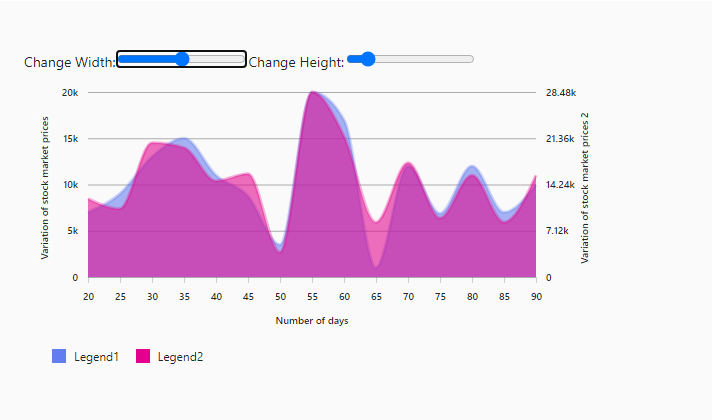 Change Width: Change Height:
20k 28.48k
15k 21.36k
10k 14.24k
5k 7.12k
0 0
Variation of stock market prices
Variation of stock market prices 2
20 25 30 35 40 45 50 55 60 65 70 75 80 85 90
Number of days
Legend1 Legend2